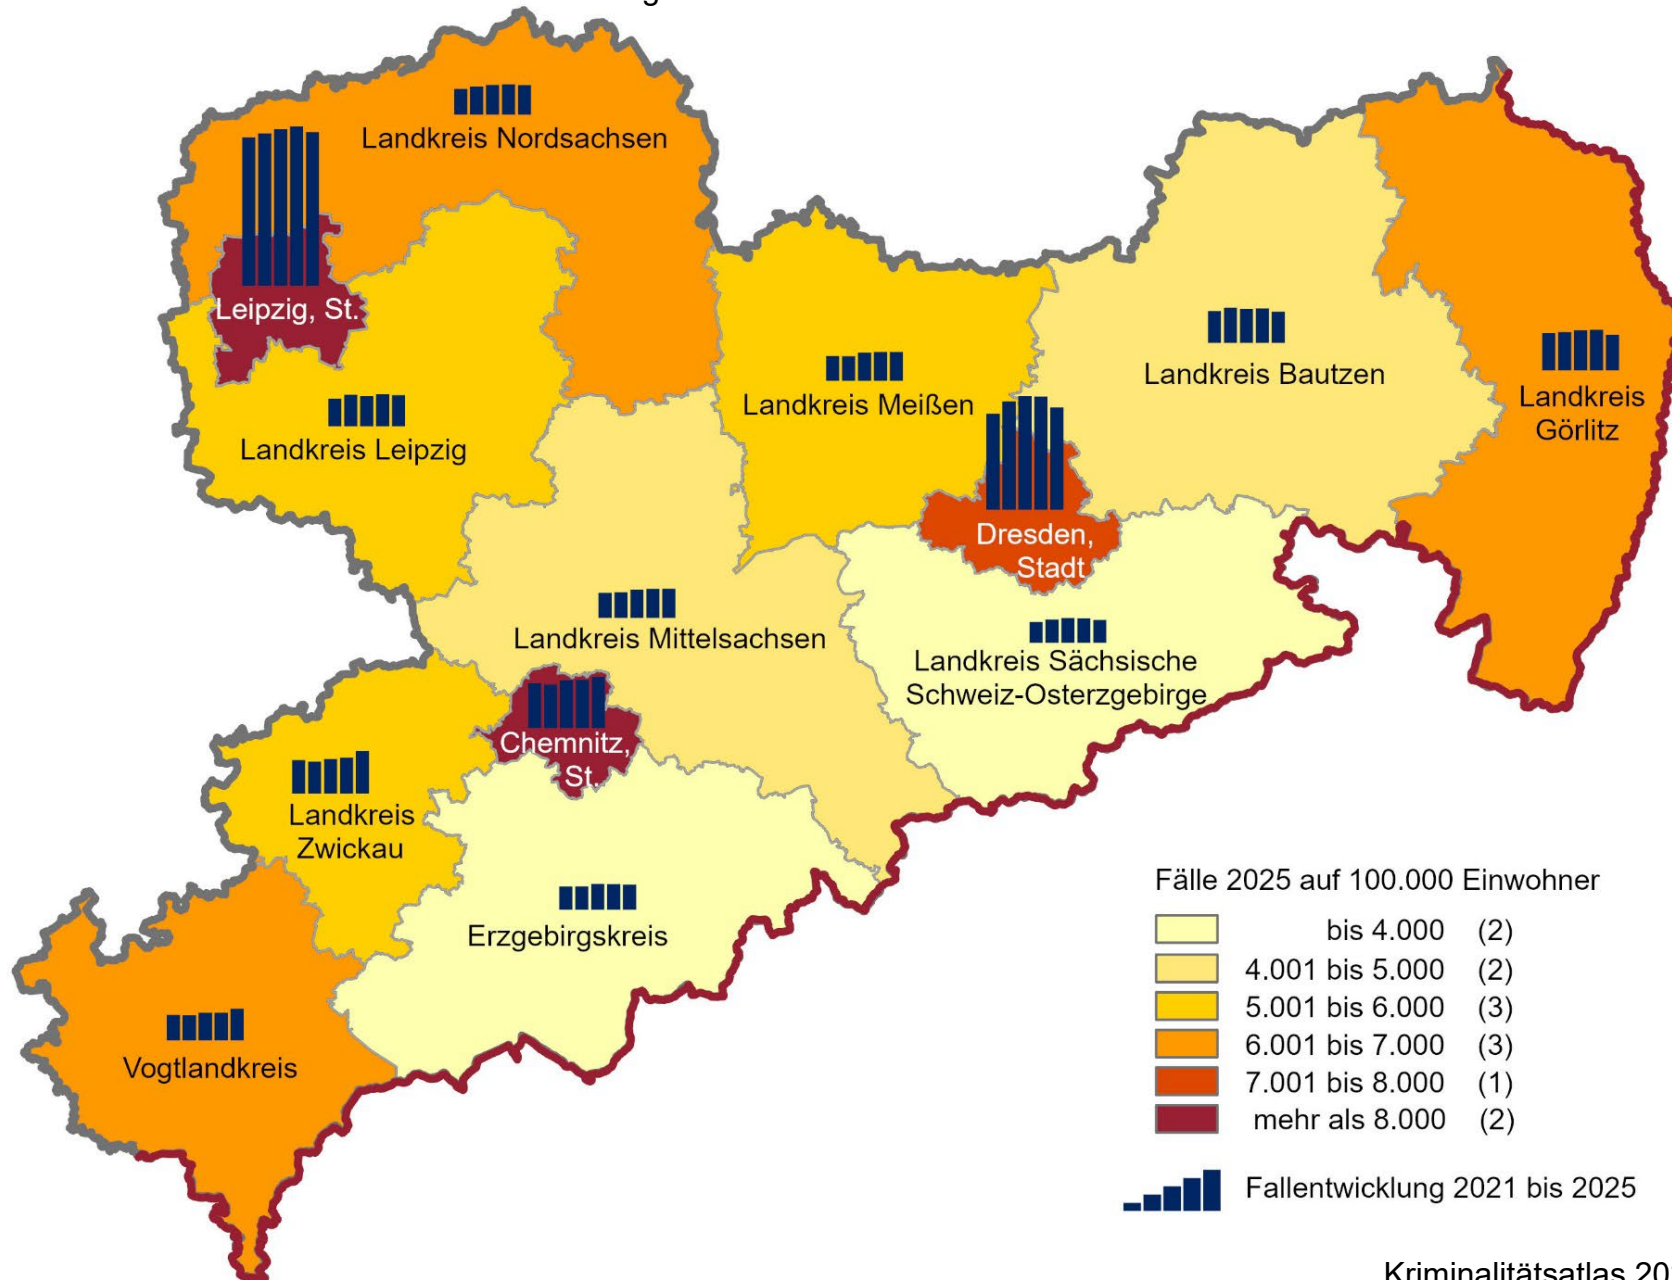 Landkreis Nordsachsen
Leipzig, St.
Landkreis Leipzig
Landkreis Meißen
Landkreis Bautzen
Landkreis
Görlitz
Dresden,
Stadt
Landkreis Mittelsachsen
Landkreis Sächsische
Schweiz-Osterzgebirge
Chemnitz,
St.
Landkreis
Zwickau
Erzgebirgskreis
Vogtlandkreis
Fälle 2025 auf 100.000 Einwohner
bis 4.000 (2)
4.001 bis 5.000 (2)
5.001 bis 6.000 (3)
6.001 bis 7.000 (3)
7.001 bis 8.000 (1)
mehr als 8.000 (2)
Fallentwicklung 2021 bis 2025
Kriminalitätsatlas 20